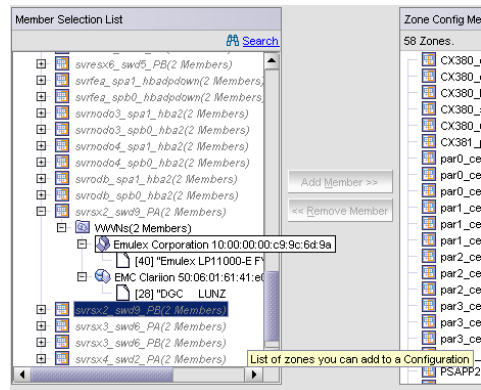 Member Selection List
Search
svresx6_swd5_PB(2 Members)
svrfea_spa1_hbadpdown(2 Members)
svrfea_spb0_hbadpdown(2 Members)
svrnodo3_spa1_hba2(2 Members)
svrnodo3_spb0_hba2(2 Members)
svrnodo4_spa1_hba2(2 Members)
svrnodo4_spb0_hba2(2 Members)
svrodb_spa1_hba2(2 Members)
svrodb_spb0_hba2(2 Members)
svrsx2_swd9_PA(2 Members)
WWNs(2 Members)
Emulex Corporation 10:00:00:00:c9:9c:6d:9a
[40] "Emulex LP11000-E
EMC Clariion 50:06:01:61:41:e
[28] "DGC LUNZ
svrsx2_swd9_PB(2 Members)
svrsx3_swd6_PA(2 Members)
svrsx3_swd6_PB(2 Members)
svrsx4_swd2_PA(2 Members)
Add Member >>
<< Remove Member
Zone Config Me
58 Zones.
CX380_
CX380_
CX380_
CX380_
CX380_
CX381_
par0_ce
par0_ce
par0_ce
par1_ce
par1_ce
par1_ce
par2_ce
par2_ce
par2_ce
par3_ce
par3_ce
par3_ce
List of zones you can add to a Configuration
PSAPP2